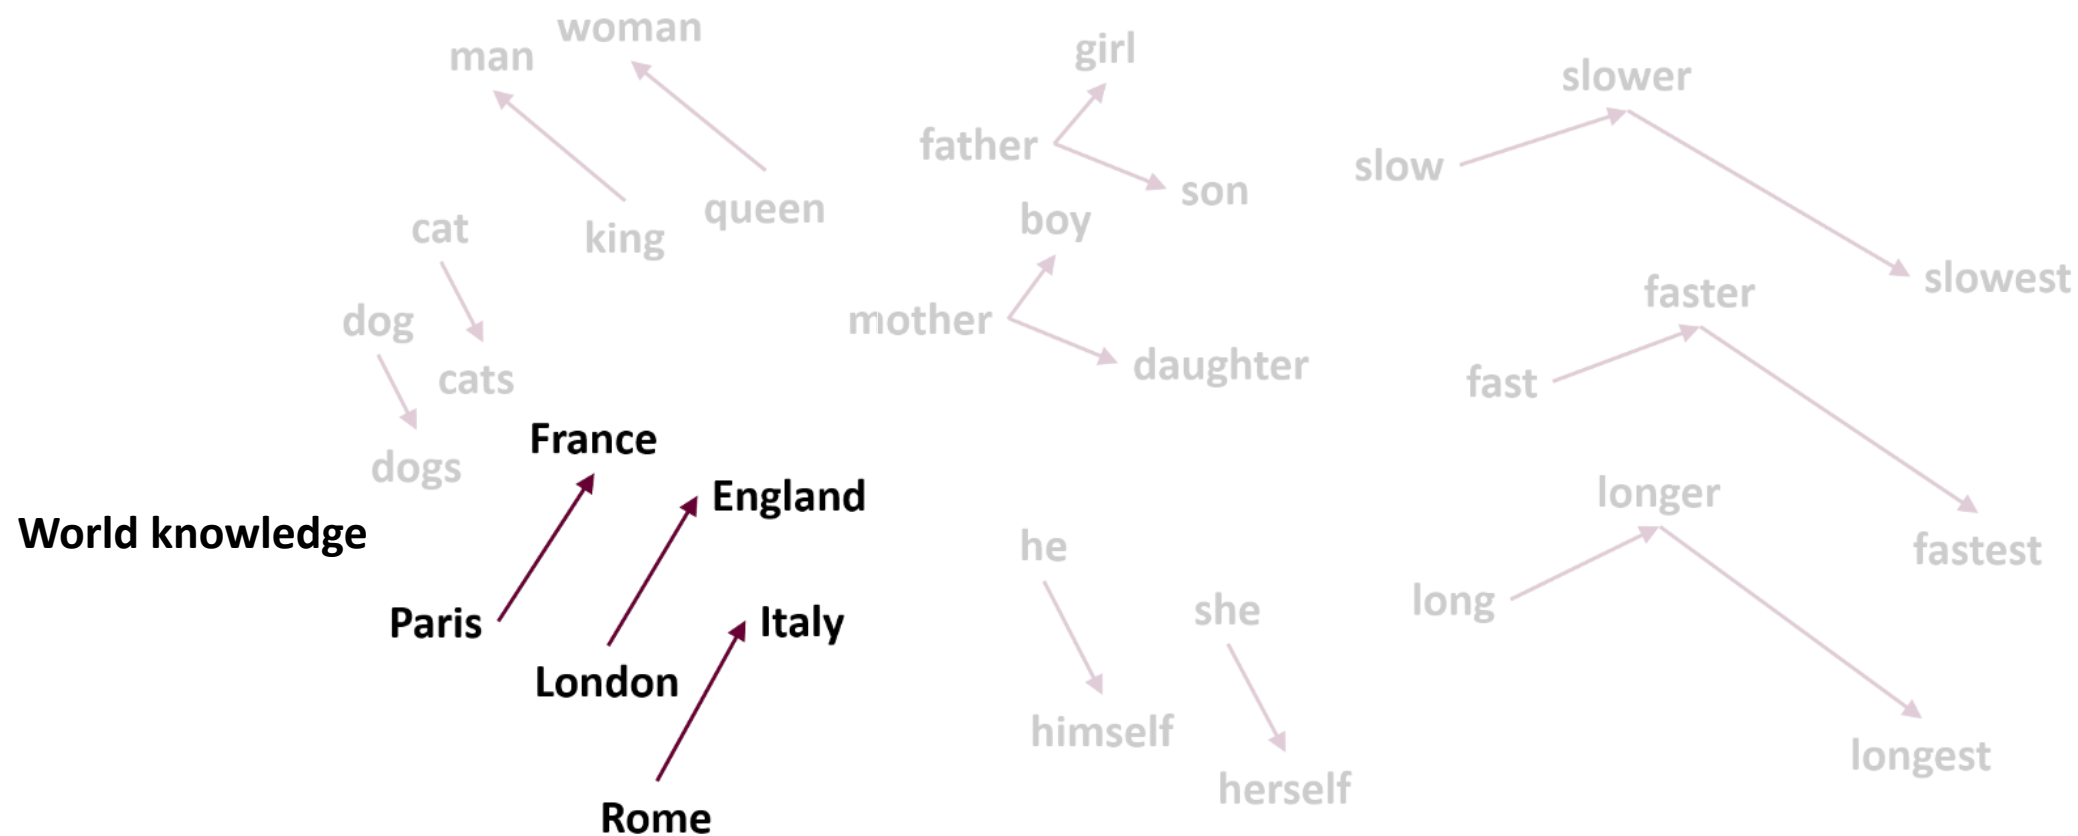 woman
man
girl
slower
father
slow
son
queen
boy
cat
king
slowest
faster
dog
mother
daughter
cats
fast
France
dogs
longer
England
World knowledge
he
fastest
long
she
Paris
Italy
London
himself
longest
herself
Rome